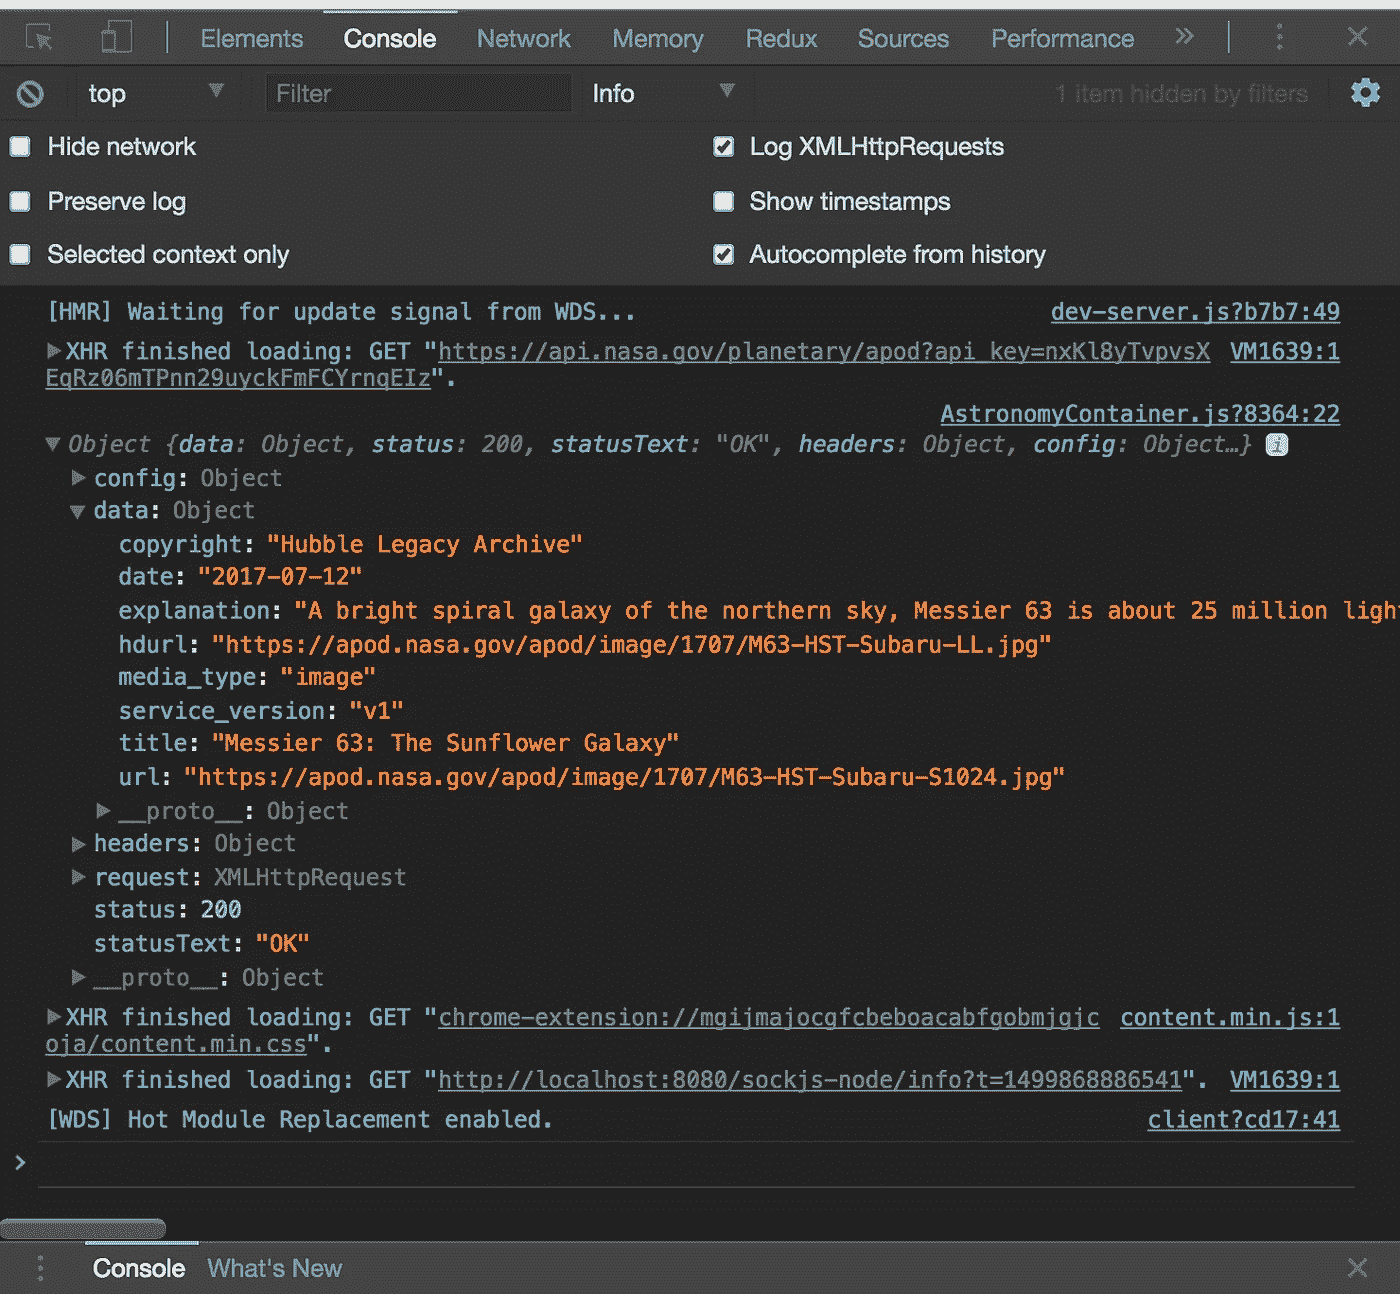 Elements Console Network Memory Redux Sources Performance »
top Filter Info 1 item hidden by filters
Hide network Log XMLHttpRequests
Preserve log Show timestamps
Selected context only Autocomplete from history
[HMR] Waiting for update signal from WDS... dev-server.js?b7b7:49
XHR finished loading: GET "https://api.nasa.gov/planetary/apod?api_key=nxKl8yTvpvsX VM1639:1
EqRz06mTPnn29uyckFmFCYrnqEIz".
AstronomyContainer.js?8364:22
Object {data: Object, status: 200, statusText: "OK", headers: Object, config: Object…} i
config: Object
data: Object
copyright: "Hubble Legacy Archive"
date: "2017-07-12"
explanation: "A bright spiral galaxy of the northern sky, Messier 63 is about 25 million ligh
hdurl: "https://apod.nasa.gov/apod/image/1707/M63-HST-Subaru-LL.jpg"
media_type: "image"
service_version: "v1"
title: "Messier 63: The Sunflower Galaxy"
url: "https://apod.nasa.gov/apod/image/1707/M63-HST-Subaru-S1024.jpg"
__proto__: Object
headers: Object
request: XMLHttpRequest
status: 200
statusText: "OK"
__proto__: Object
XHR finished loading: GET "chrome-extension://mgijmajocgfcbeboacabfgobmjgjc content.min.js:1
oja/content.min.css".
XHR finished loading: GET "http://localhost:8080/sockjs-node/info?t=1499868886541". VM1639:1
[WDS] Hot Module Replacement enabled. client?cd17:41
>
Console What's New